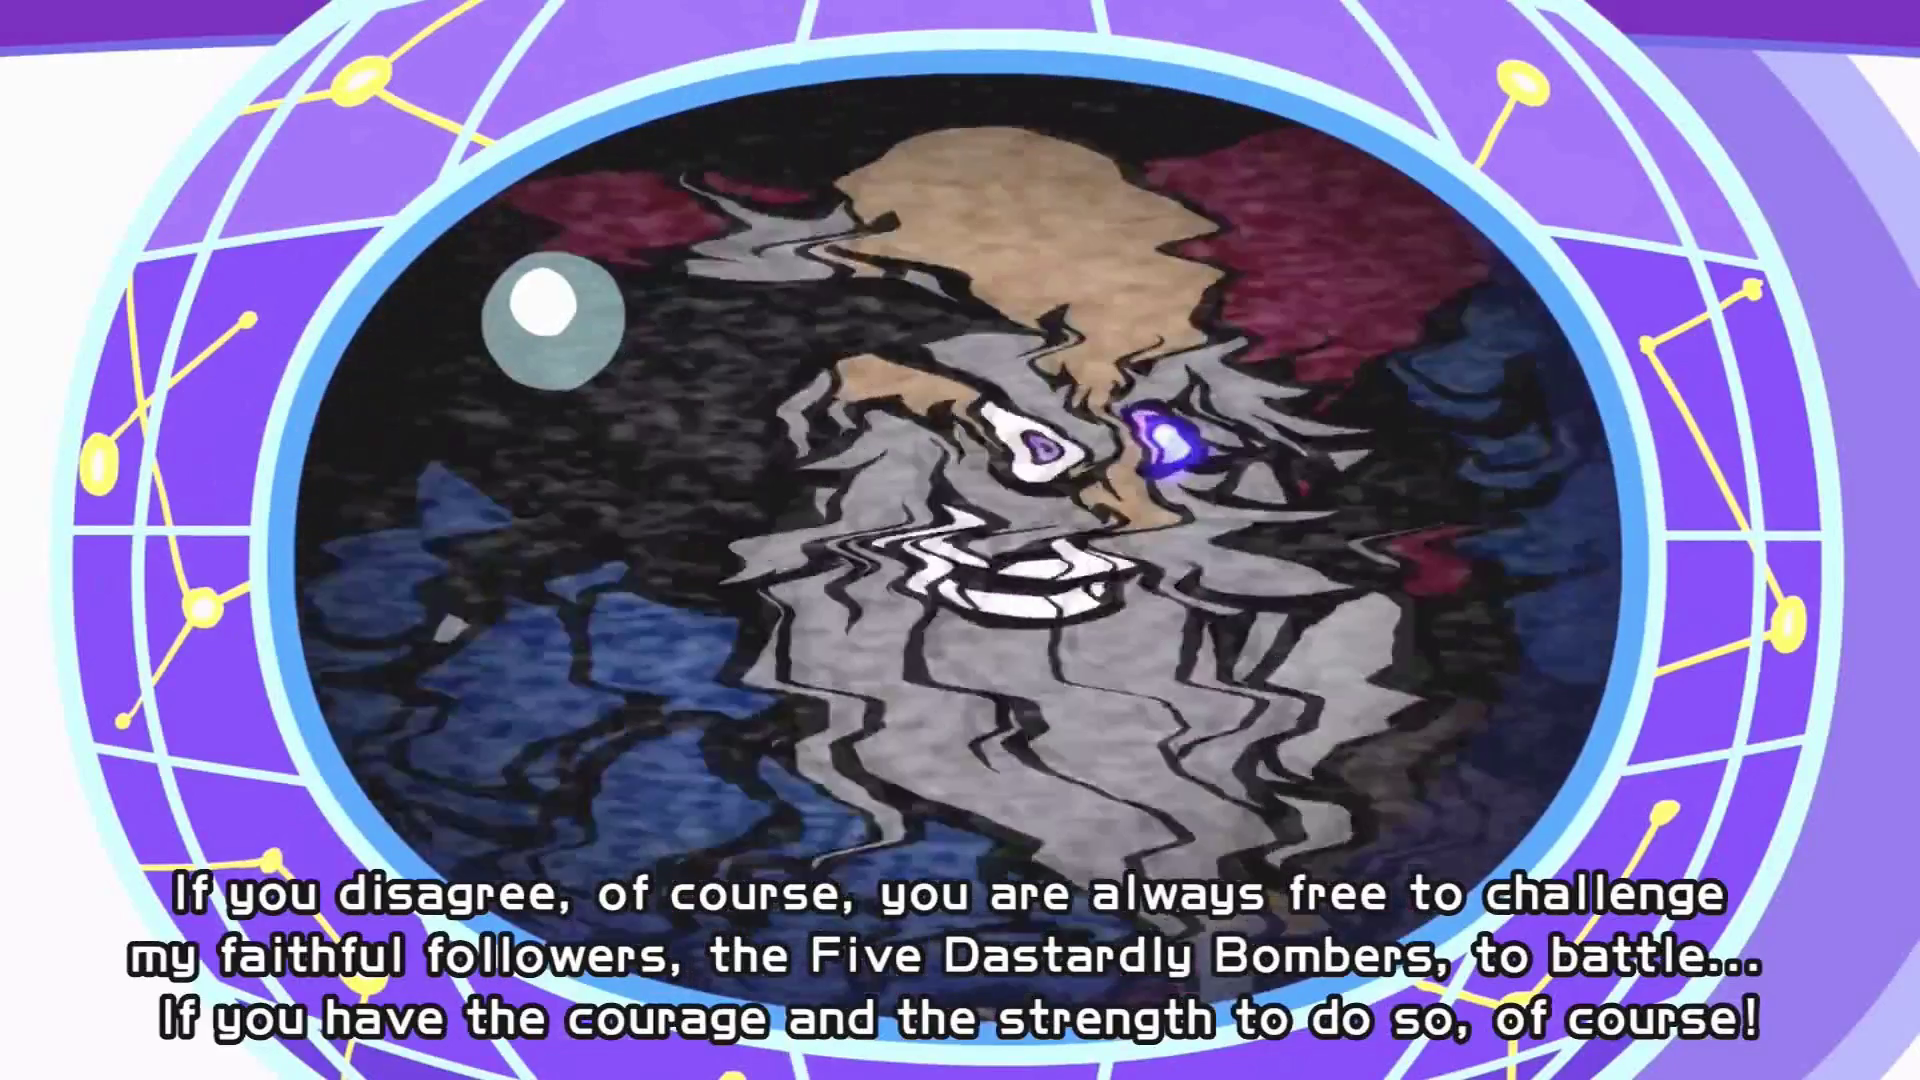 If you disagree, of course, you are always free to challenge
my faithful followers, the Five Dastardly Bombers, to battle...
If you have the courage and the strength to do so, of course!